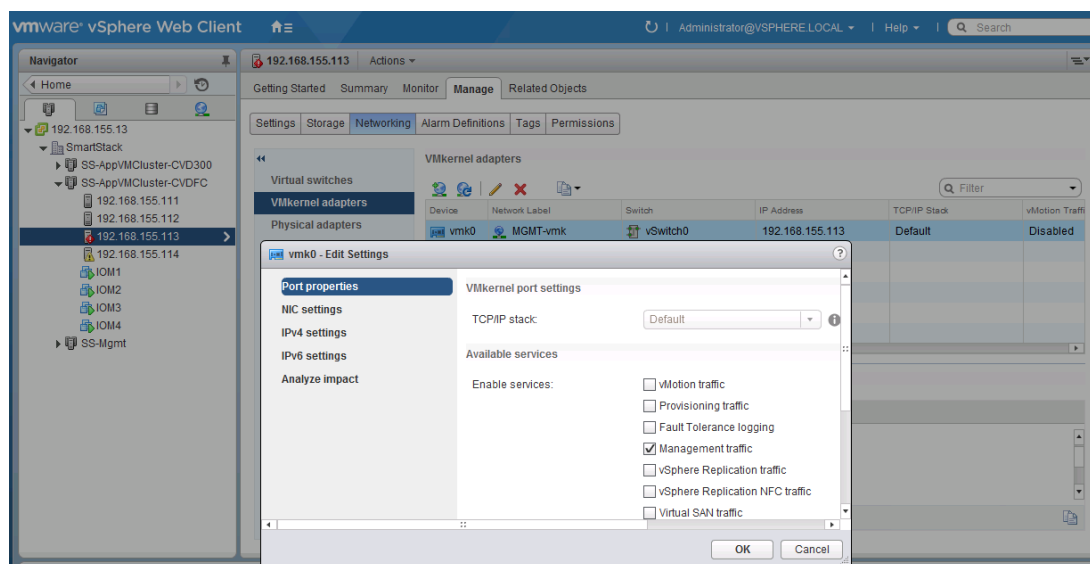 vmware® vSphere Web Client
Administrator@VSPHERE.LOCAL
Help
Search
Navigator
Home
192.168.155.13
SmartStack
SS-AppVMCluster-CVD300
SS-AppVMCluster-CVDFC
192.168.155.111
192.168.155.112
192.168.155.113
192.168.155.114
IOM1
IOM2
IOM3
IOM4
SS-Mgmt
192.168.155.113 Actions
Getting Started Summary Monitor Manage Related Objects
Settings Storage Networking Alarm Definitions Tags Permissions
Virtual switches
VMkernel adapters
Physical adapters
VMkernel adapters
Filter
Device Network Label Switch IP Address TCP/IP Stack vMotion Traffi
vmk0 MGMT-vmk vSwitch0 192.168.155.113 Default Disabled
vmk0 - Edit Settings
Port properties
NIC settings
IPv4 settings
IPv6 settings
Analyze impact
VMkernel port settings
TCP/IP stack: Default
Available services
Enable services:
vMotion traffic
Provisioning traffic
Fault Tolerance logging
Management traffic
vSphere Replication traffic
vSphere Replication NFC traffic
Virtual SAN traffic
OK Cancel